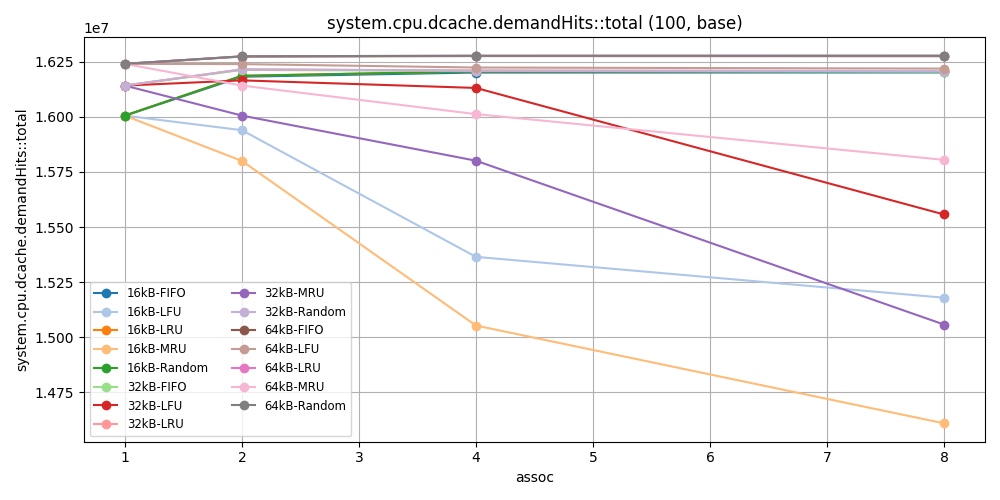 system.cpu.dcache.demandHits::total (100, base)
1e7
1.625
1.600
1.575
1.550
1.525
1.500
1.475
system.cpu.dcache.demandHits::total
16kB-FIFO
16kB-LFU
16kB-LRU
16kB-MRU
16kB-Random
32kB-FIFO
32kB-LFU
32kB-LRU
32kB-MRU
32kB-Random
64kB-FIFO
64kB-LFU
64kB-LRU
64kB-MRU
64kB-Random
1 2 3 4 5 6 7 8
assoc